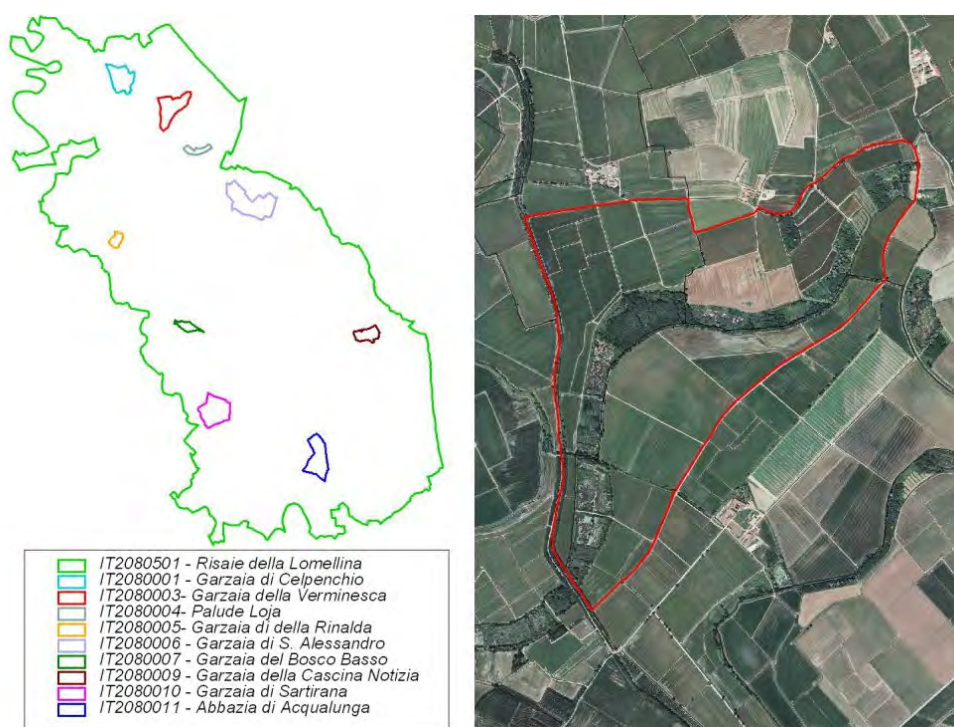 IT2080501 - Risaie della Lomellina
IT2080001 - Garzaia di Celpenchio
IT2080003 - Garzaia della Verminesca
IT2080004- Palude Loja
IT2080005- Garzaia di della Rinalda
IT2080006 - Garzaia di S. Alessandro
IT2080007 - Garzaia del Bosco Basso
IT2080009 - Garzaia della Cascina Notizia
IT2080010 - Garzaia di Sartirana
IT2080011 - Abbazia di Acqualunga